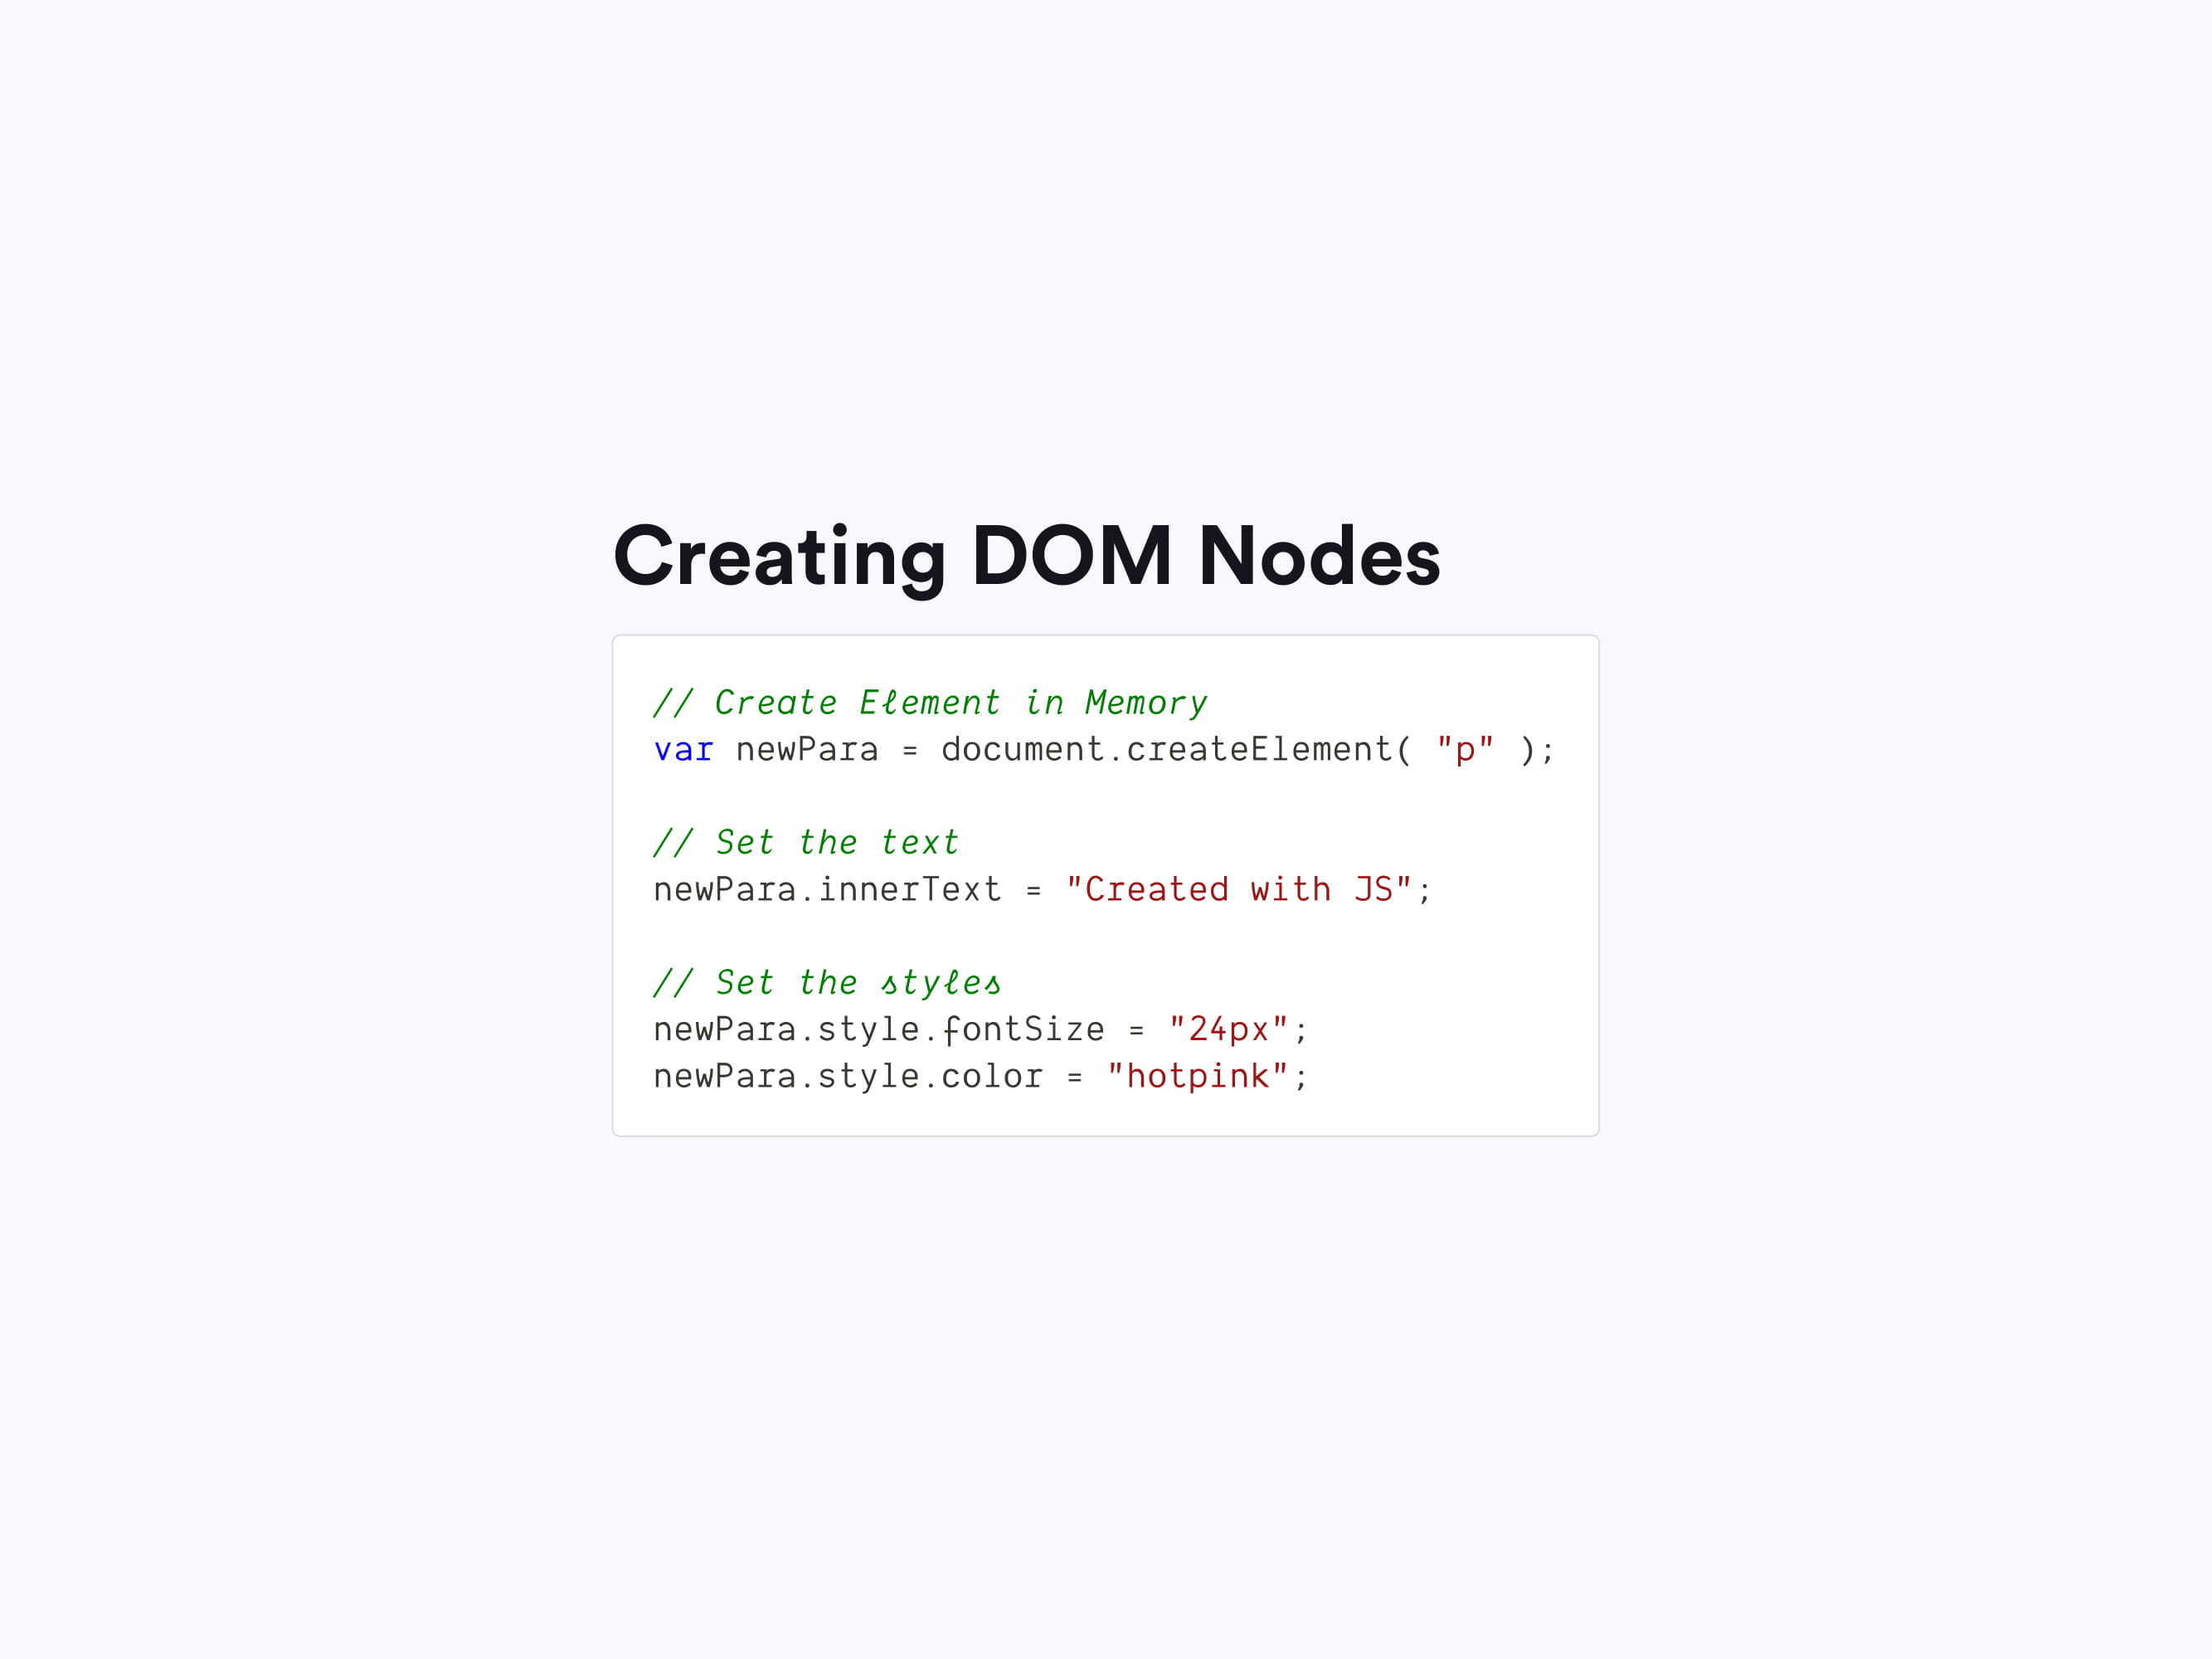 Creating DOM Nodes
// Create Element in Memory
var newPara = document.createElement( "p" );
// Set the text
newPara.innerText = "Created with JS";
// Set the styles
newPara.style.fontSize = "24px";
newPara.style.color = "hotpink";